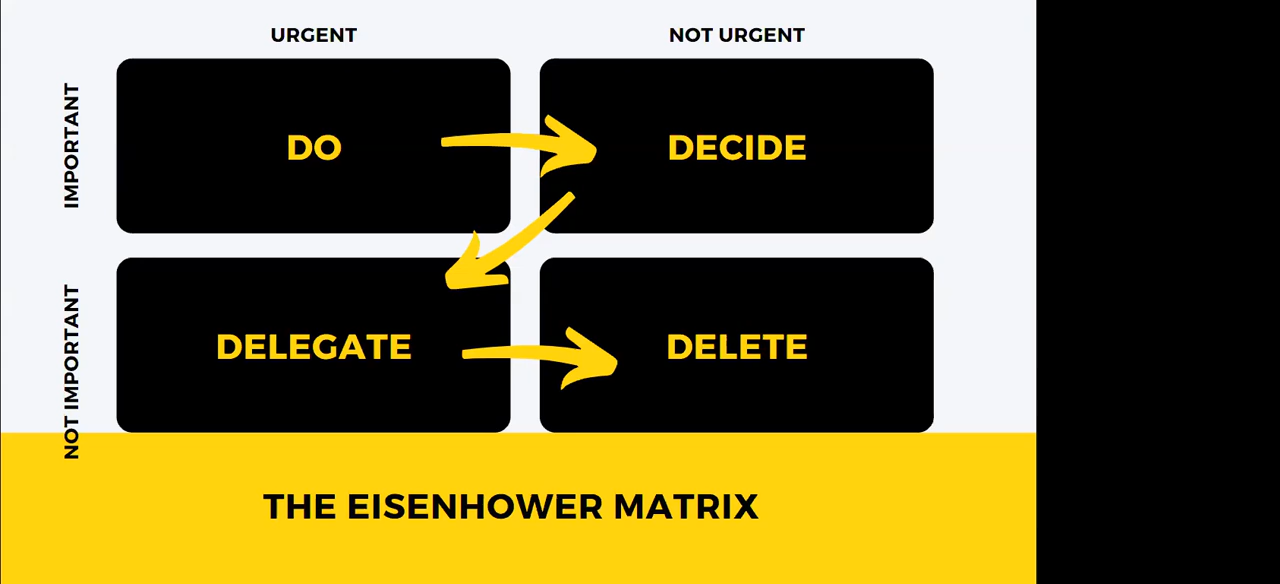 URGENT
NOT URGENT
IMPORTANT
DO
DECIDE
NOT IMPORTANT
DELEGATE
DELETE
THE EISENHOWER MATRIX